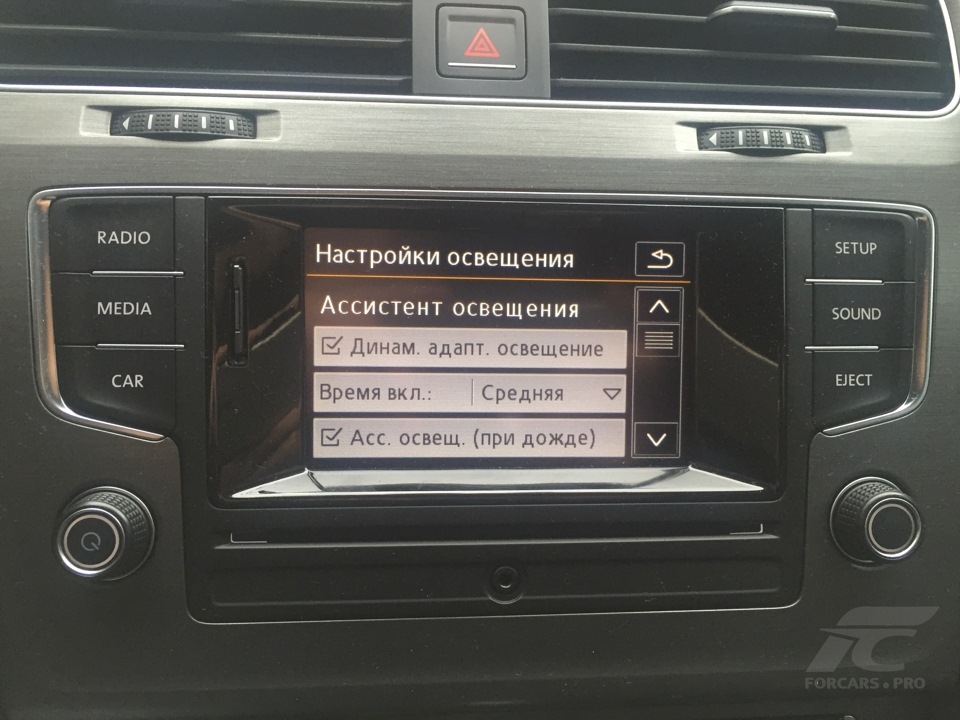 RADIO
MEDIA
CAR
Настройки освещения
Ассистент освещения
Динам. адапт. освещение
Время вкл.: Средняя
Асс. освещ. (при дожде)
SETUP
SOUND
EJECT
FC
FORCARS.PRO